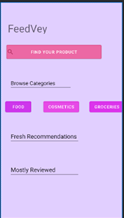 FeedVey
FIND YOUR PRODUCT
Browse Categories
FOOD COSMETICS GROCERIES
Fresh Recommendations
Mostly Reviewed